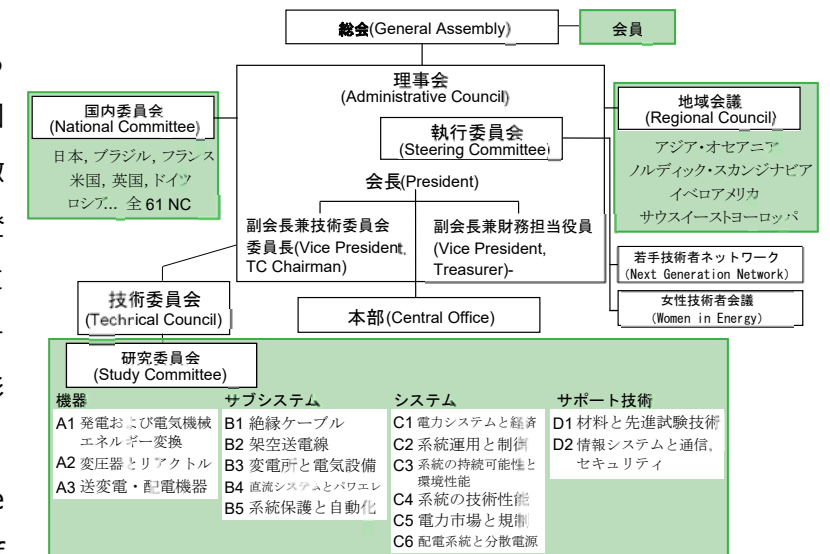 総会(General Assembly)
会員
理事会
(Administrative Council)
国内委員会
(National Committee)
日本, ブラジル, フランス
米国, 英国, ドイツ
ロシア... 全 61 NC
執行委員会
(Steering Committee)
地域会議
(Regional Council)
アジア・オセアニア
ノルディック・スカンジナビア
イベロアメリカ
サウスイーストヨーロッパ
会長(President)
副会長兼技術委員会
委員長(Vice President,
TC Chairman)
副会長兼財務担当役員
(Vice President,
Treasurer)-
若手技術者ネットワーク
(Next Generation Network)
女性技術者会議
(Women in Energy)
技術委員会
(Technical Council)
本部(Central Office)
研究委員会
(Study Committee)
機器
A1 発電および電気機械
エネルギー変換
A2 変圧器とリアクトル
A3 送変電・配電機器
サブシステム
B1 絶縁ケーブル
B2 架空送電線
B3 変電所と電気設備
B4 直流システムとパワエレ
B5 系統保護と自動化
システム
C1 電力システムと経済
C2 系統運用と制御
C3 系統の持続可能性と
環境性能
C4 系統の技術性能
C5 電力市場と規制
C6 配電系統と分散電源
サポート技術
D1 材料と先進試験技術
D2 情報システムと通信,
セキュリティ
e
f